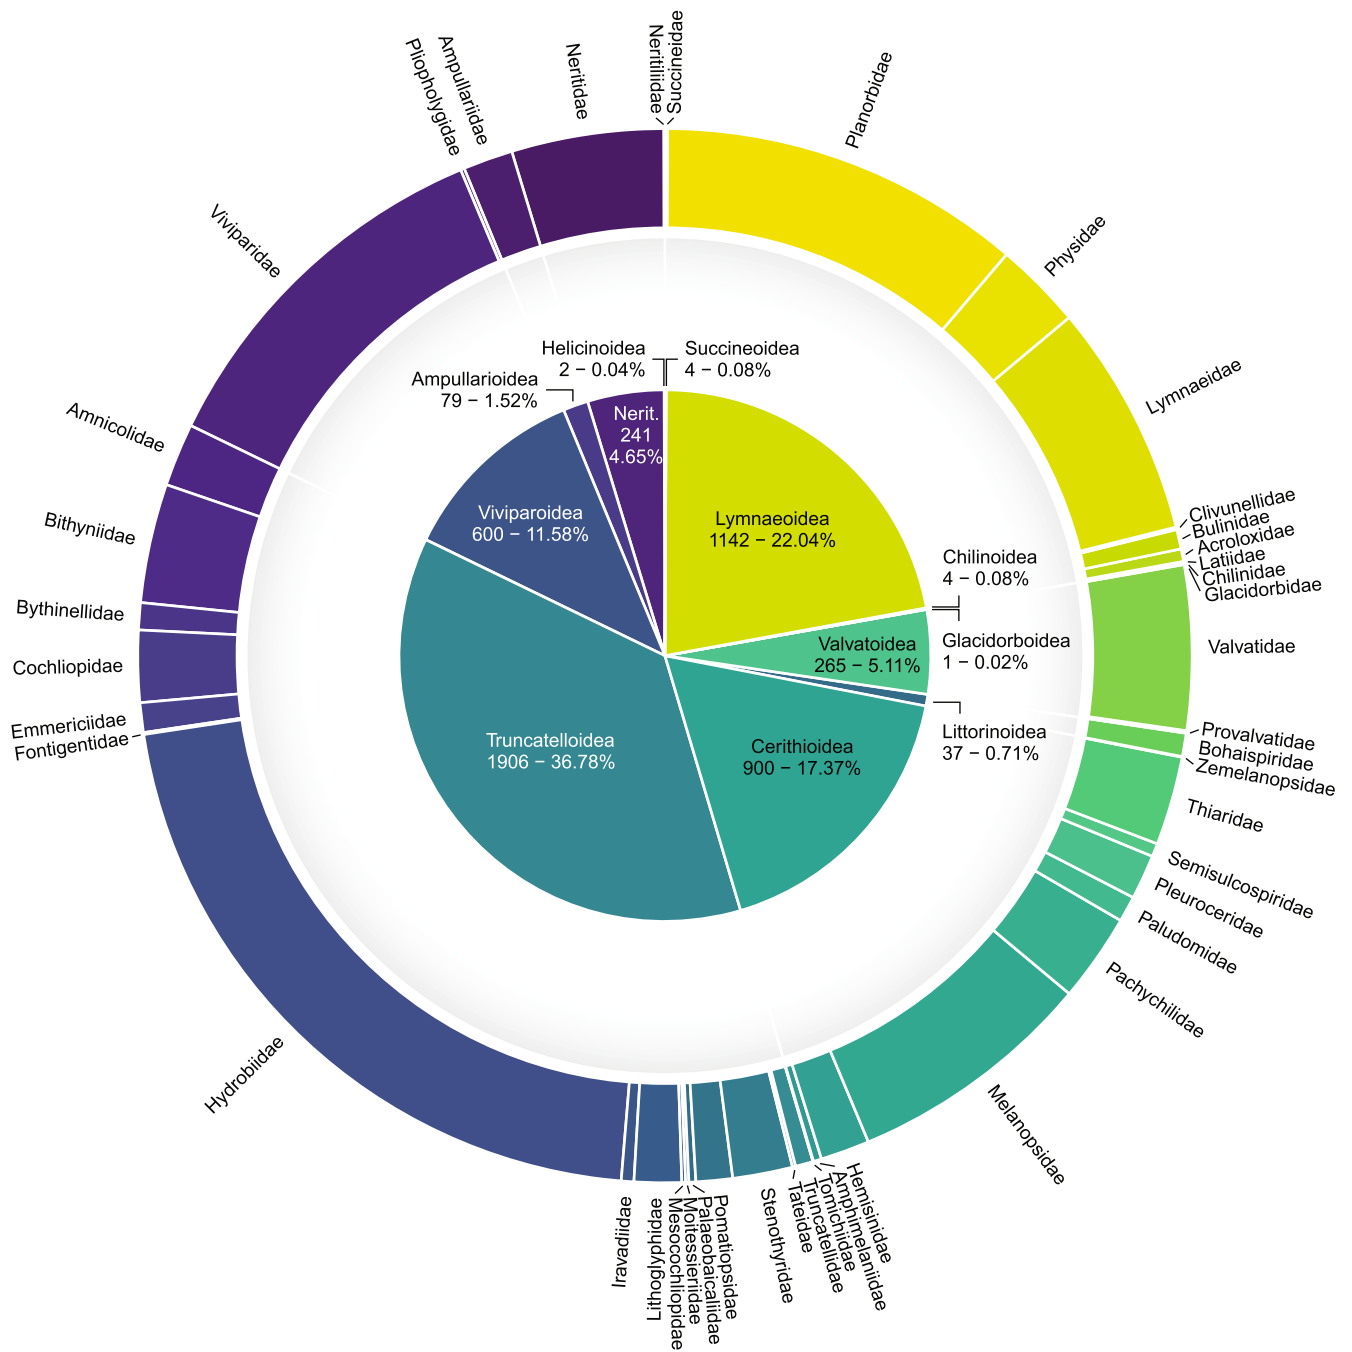 Succineidae
Planorbidae
Physidae
Lymnaeidae
Clivunellidae
Bulinidae
Acroloxidae
Latiidae
Chilinidae
Glacidorbidae
Valvatidae
Provalvatidae
Bohaispiridae
Zemelanopsidae
Thiaridae
Semisulcospiridae
Pleuroceridae
Paludomidae
Pachychilidae
Melanopsidae
Hemisinidae
Amphimelaniidae
Tomichiidae
Truncatellidae
Tateidae
Stenothyridae
Pomatiopsidae
Palaeobaicaliidae
Moitessieriidae
Mesocochliopidae
Lithoglyphidae
Iravadiidae
Hydrobiidae
Fontigentidae
Emmericiidae
Cochliopidae
Bythinellidae
Bithyniidae
Amnicolidae
Viviparidae
Pliopholygidae
Ampullariidae
Neritidae
Neritiliidae
Helicinoidea
2 − 0.04%
Succineoidea
4 − 0.08%
Ampullarioidea
79 − 1.52%
Nerit.
241
4.65%
Viviparoidea
600 − 11.58%
Lymnaeoidea
1142 − 22.04%
Chilinoidea
4 − 0.08%
Glacidorboidea
1 − 0.02%
Valvatoidea
265 − 5.11%
Littorinoidea
37 − 0.71%
Cerithioidea
900 − 17.37%
Truncatelloidea
1906 − 36.78%